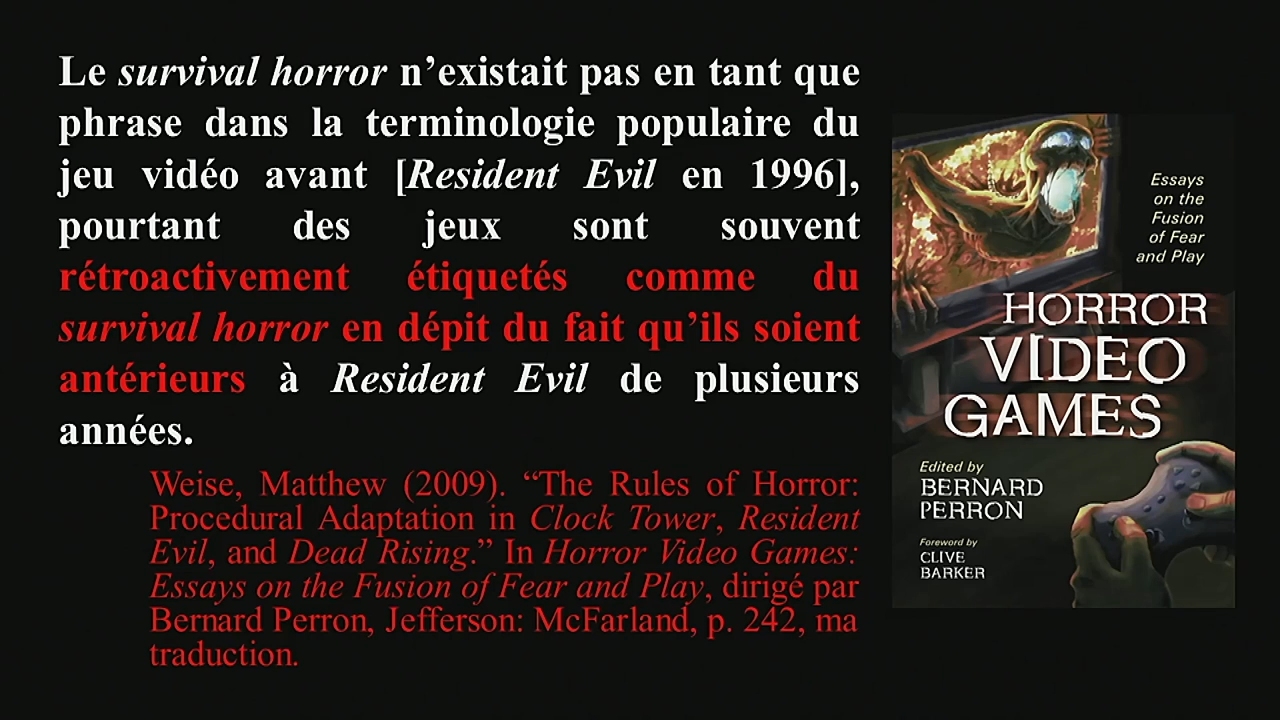 Le survival horror n’existait pas en tant que
phrase dans la terminologie populaire du
jeu vidéo avant [Resident Evil en 1996],
pourtant des jeux sont souvent
rétroactivement étiquetés comme du
survival horror en dépit du fait qu’ils soient
antérieurs à Resident Evil de plusieurs
années.
Weise, Matthew (2009). “The Rules of Horror:
Procedural Adaptation in Clock Tower, Resident
Evil, and Dead Rising.” In Horror Video Games:
Essays on the Fusion of Fear and Play, dirigé par
Bernard Perron, Jefferson: McFarland, p. 242, ma
traduction.
Essays
on the
Fusion
of Fear
and Play
HORROR
VIDEO
GAMES
Edited by
BERNARD
PERRON
Foreword by
CLIVE
BARKER